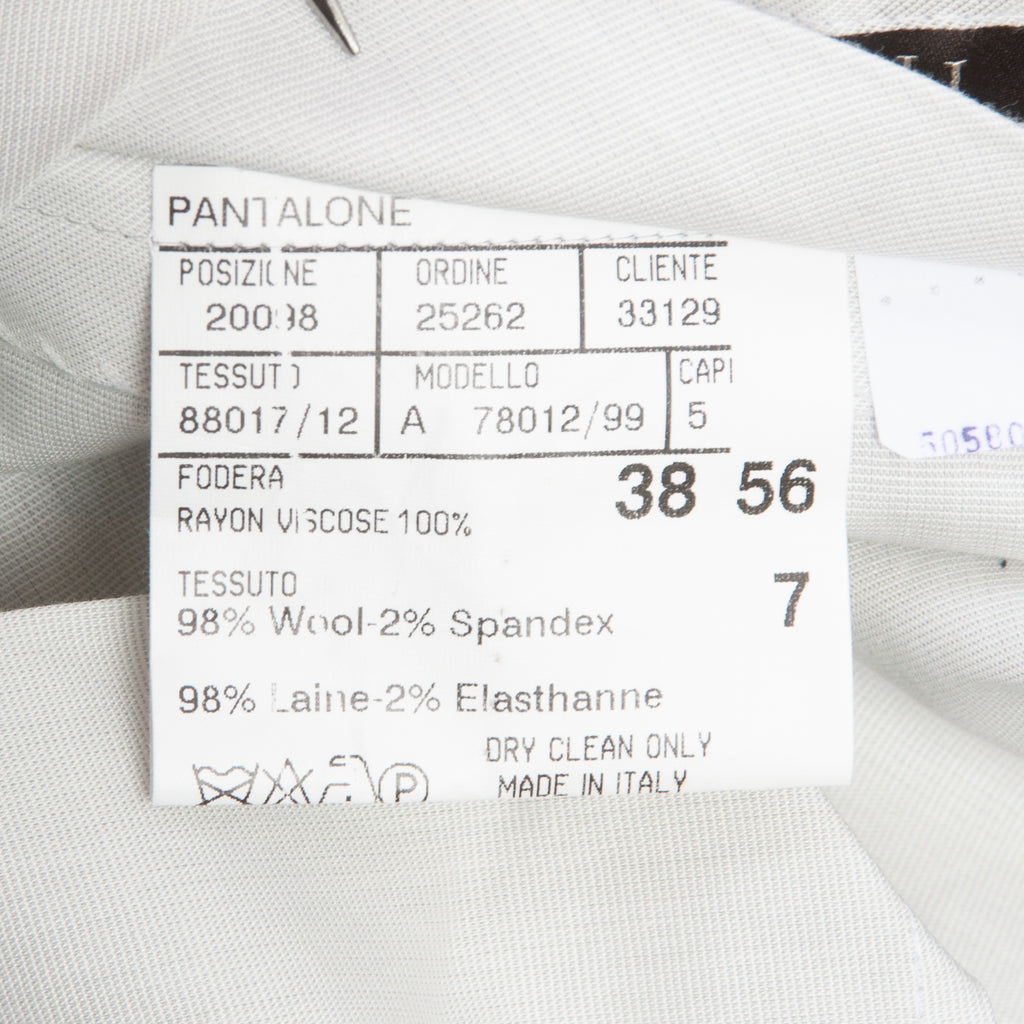 PANTALONE
POSIZIONE ORDINE CLIENTE
25262 33129
TESSUTO MODELLO CAPI
88017/12 A 78012/99 5
FODERA 38 56
RAYON VISCOSE 100%
TESSUTO 7
98% Wool-2% Spandex
98% Laine-2% Elasthanne
DRY CLEAN ONLY
MADE IN ITALY
P